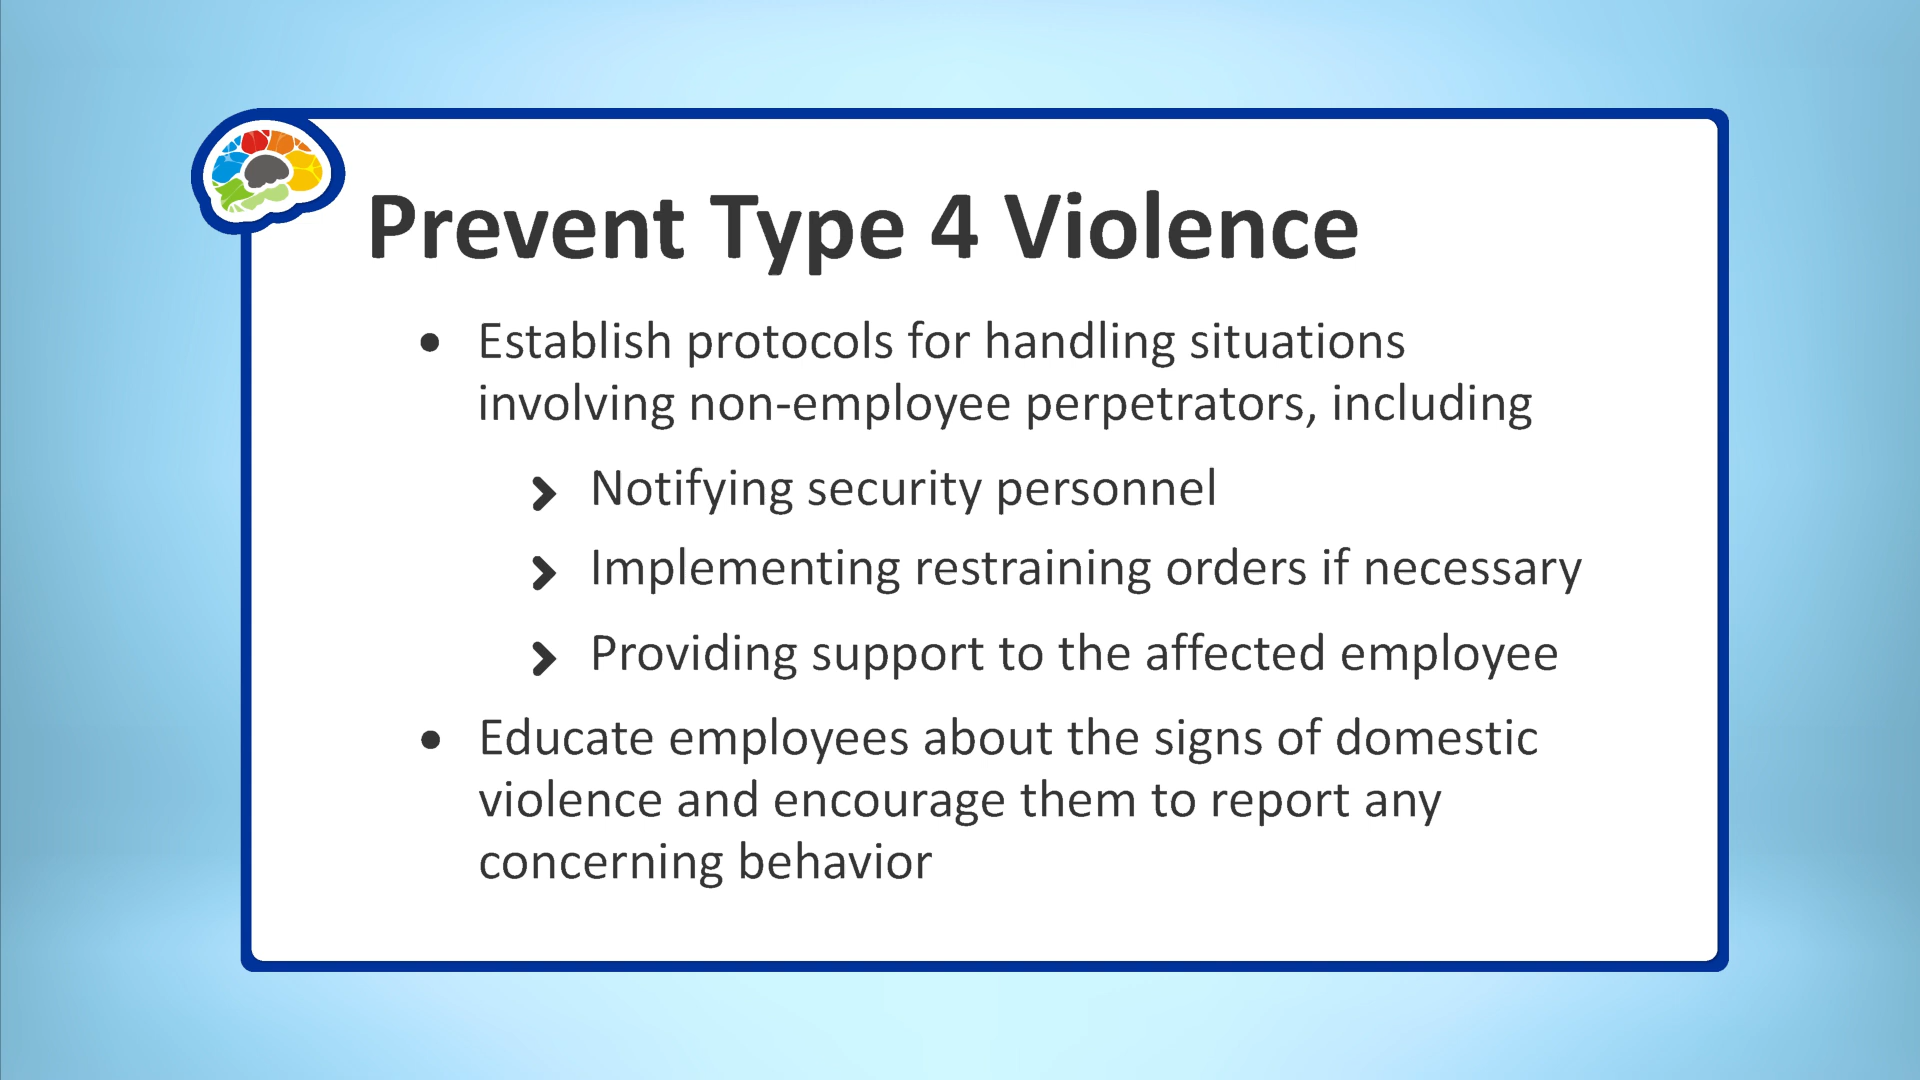 Prevent Type 4 Violence
• Establish protocols for handling situations
involving non-employee perpetrators, including
Notifying security personnel
Implementing restraining orders if necessary
Providing support to the affected employee
• Educate employees about the signs of domestic
violence and encourage them to report any
concerning behavior